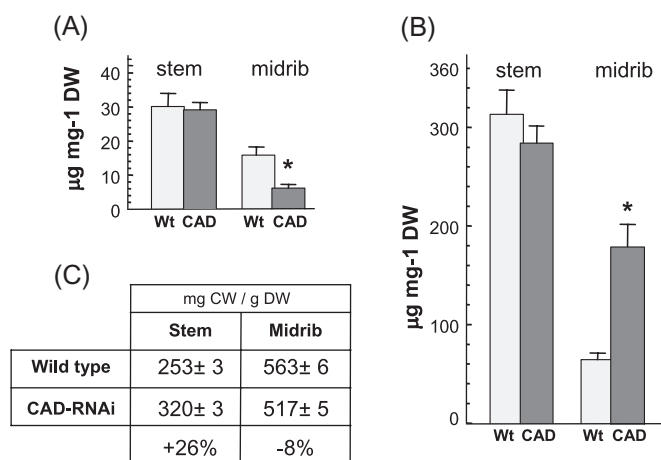 (A)
stem midrib
40
30
20
10
0
µg mg-1 DW
*
Wt CAD Wt CAD
(B)
stem midrib
360
300
200
100
0
µg mg-1 DW
*
Wt CAD Wt CAD
(C)
mg CW / g DW
Stem Midrib
Wild type 253± 3 563± 6
CAD-RNAi 320± 3 517± 5
+26% -8%